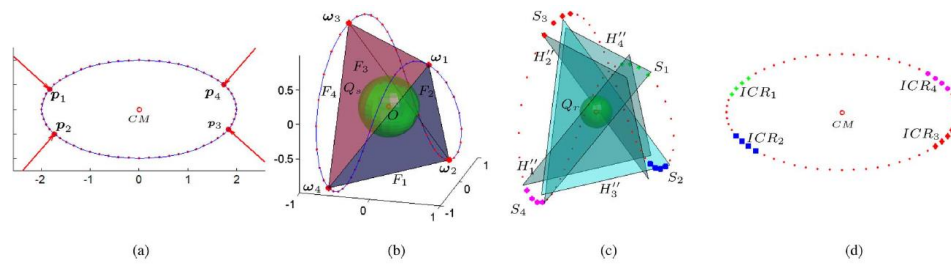 p1
p2
p3
p4
CM
-2
-1
0
1
2
(a)
ω3
ω1
F3
F4
F2
Qs
O
0.5
0
-0.5
ω4
F1
ω2
-1
0
1
-1
0
1
(b)
S3
H''2
H''4
S1
Qr
H''1
H''3
S2
S4
(c)
ICR1
ICR4
CM
ICR2
ICR3
(d)